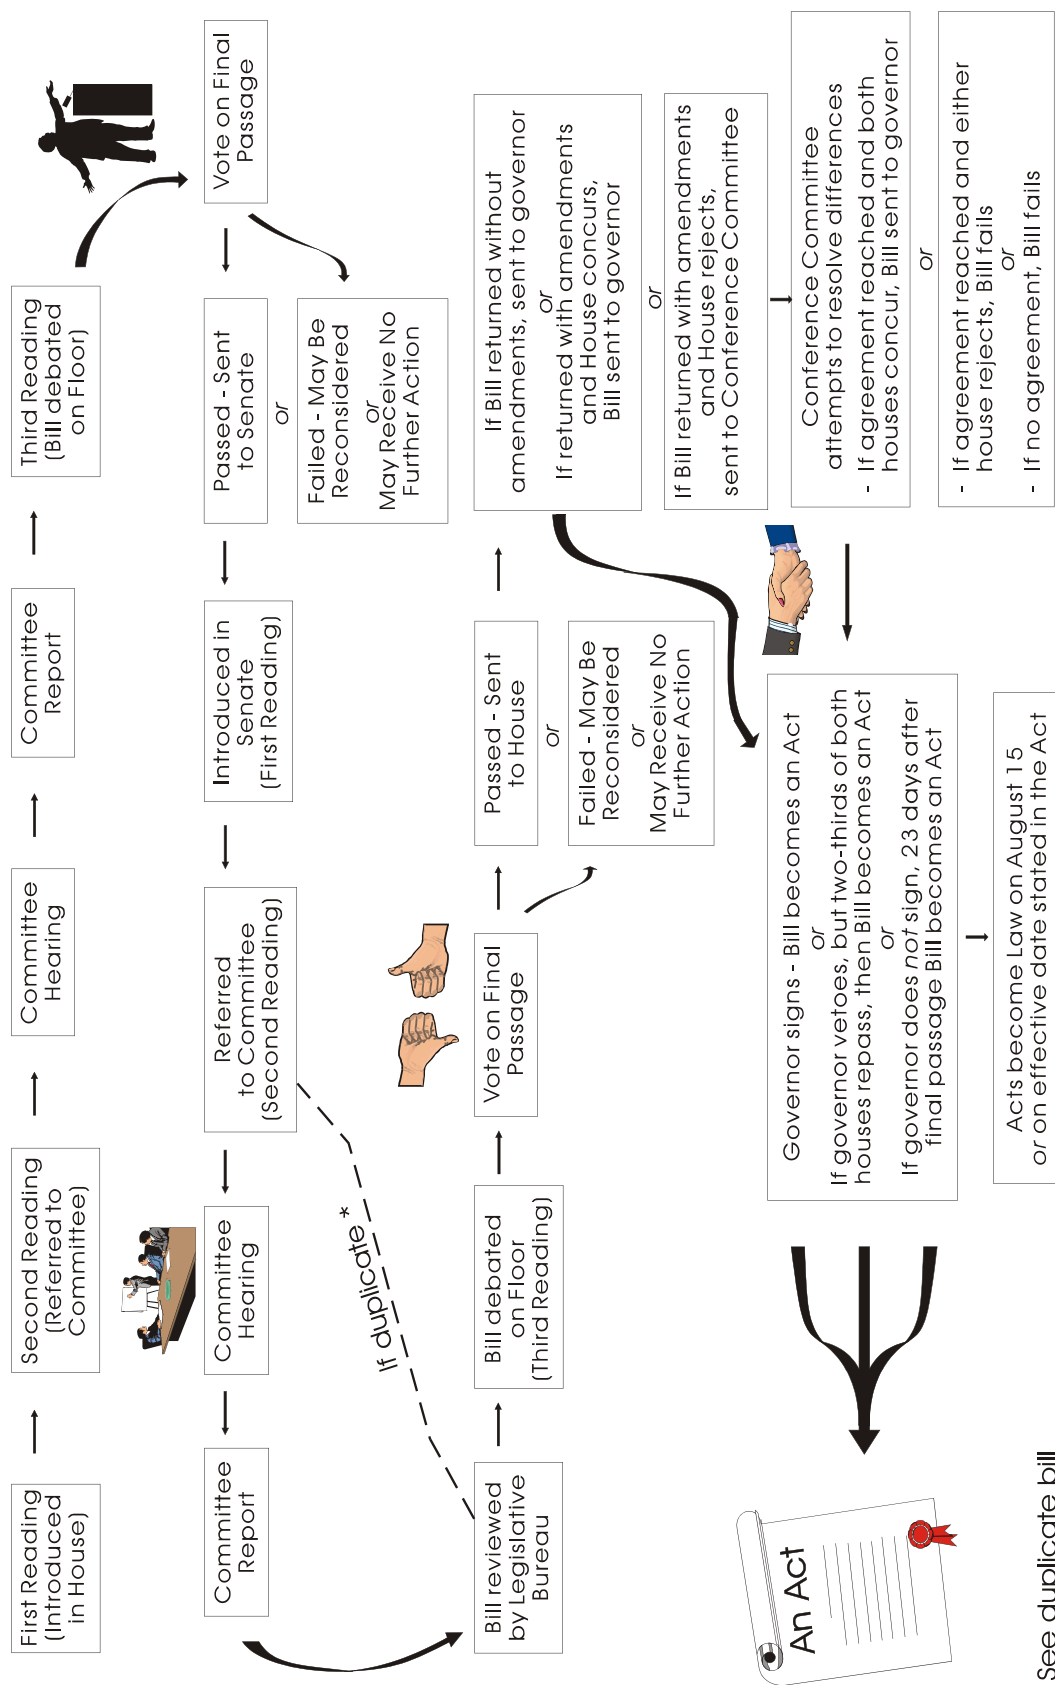 First Reading
(Introduced
in House)
Second Reading
(Referred to
Committee)
Committee
Hearing
Committee
Report
Third Reading
(Bill debated
on Floor)
Vote on Final
Passage
Passed - Sent
to Senate
or
Failed - May Be
Reconsidered
or
May Receive No
Further Action
Introduced in
Senate
(First Reading)
Referred
to Committee
(Second Reading)
Committee
Hearing
Committee
Report
If duplicate *
Bill reviewed
by Legislative
Bureau
Bill debated
on Floor
(Third Reading)
Vote on Final
Passage
Passed - Sent
to House
or
Failed - May Be
Reconsidered
or
May Receive No
Further Action
If Bill returned without
amendments, sent to governor
or
If returned with amendments
and House concurs,
Bill sent to governor
or
If Bill returned with amendments
and House rejects,
sent to Conference Committee
Conference Committee
attempts to resolve differences
- If agreement reached and both
houses concur, Bill sent to governor
or
- If agreement reached and either
house rejects, Bill fails
or
- If no agreement, Bill fails
Governor signs - Bill becomes an Act
or
If governor vetoes, but two-thirds of both
houses repass, then Bill becomes an Act
or
If governor does not sign, 23 days after
final passage Bill becomes an Act
Acts become Law on August 15
or on effective date stated in the Act
An Act
See duplicate bill